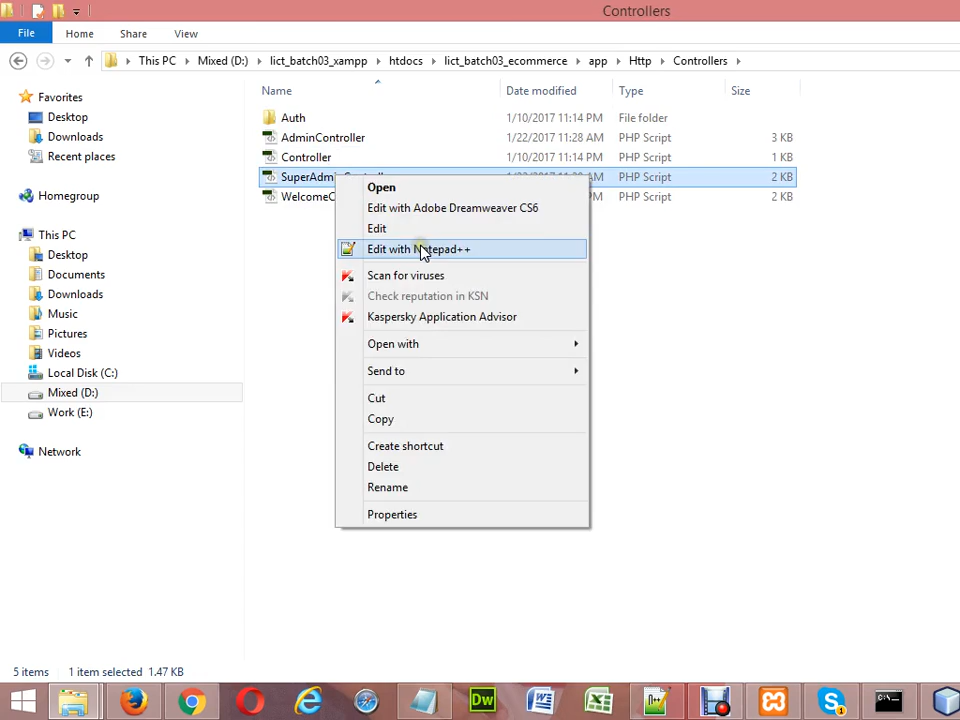 Controllers
File Home Share View
This PC Mixed (D:) lict_batch03_xampp htdocs lict_batch03_ecommerce app Http Controllers
Name Date modified Type Size
Favorites
Desktop
Downloads
Recent places
Homegroup
This PC
Desktop
Documents
Downloads
Music
Pictures
Videos
Local Disk (C:)
Mixed (D:)
Work (E:)
Network
Auth 1/10/2017 11:14 PM File folder
AdminController 1/22/2017 11:28 AM PHP Script 3 KB
Controller 1/10/2017 11:14 PM PHP Script 1 KB
AM PHP Script 2 KB
PM PHP Script 2 KB
Open
Edit with Adobe Dreamweaver CS6
Edit
Edit with Notepad++
Scan for viruses
Check reputation in KSN
Kaspersky Application Advisor
Open with
Send to
Cut
Copy
Create shortcut
Delete
Rename
Properties
5 items 1 item selected 1.47 KB